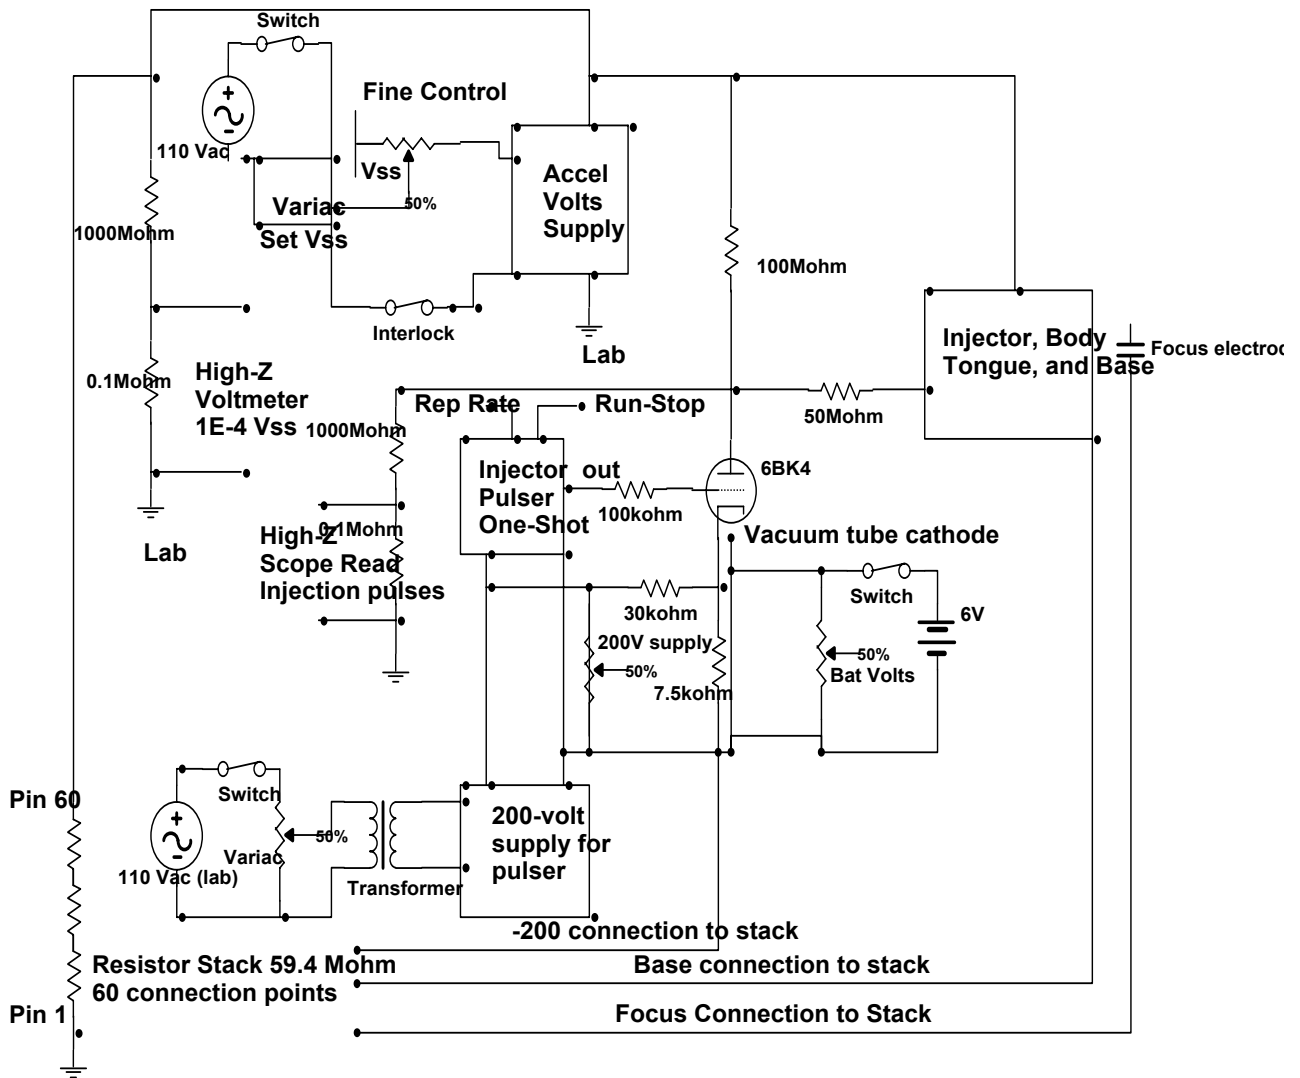 Switch
Fine Control
110 Vac
Vss
50%
Variac
Set Vss
Accel
Volts
Supply
1000Mohm
100Mohm
Interlock
Lab
Injector, Body
Tongue, and Base
Focus electroc
0.1Mohm
High-Z
Voltmeter
1E-4 Vss
Rep Rate
Run-Stop
50Mohm
1000Mohm
Injector out
Pulser
One-Shot
100kohm
6BK4
Lab
0.1Mohm
High-Z
Scope Read
Injection pulses
Vacuum tube cathode
30kohm
Switch
6V
200V supply
50%
7.5kohm
50%
Bat Volts
Pin 60
Switch
50%
Variac
110 Vac (lab)
Transformer
200-volt
supply for
pulser
-200 connection to stack
Resistor Stack 59.4 Mohm
60 connection points
Base connection to stack
Pin 1
Focus Connection to Stack